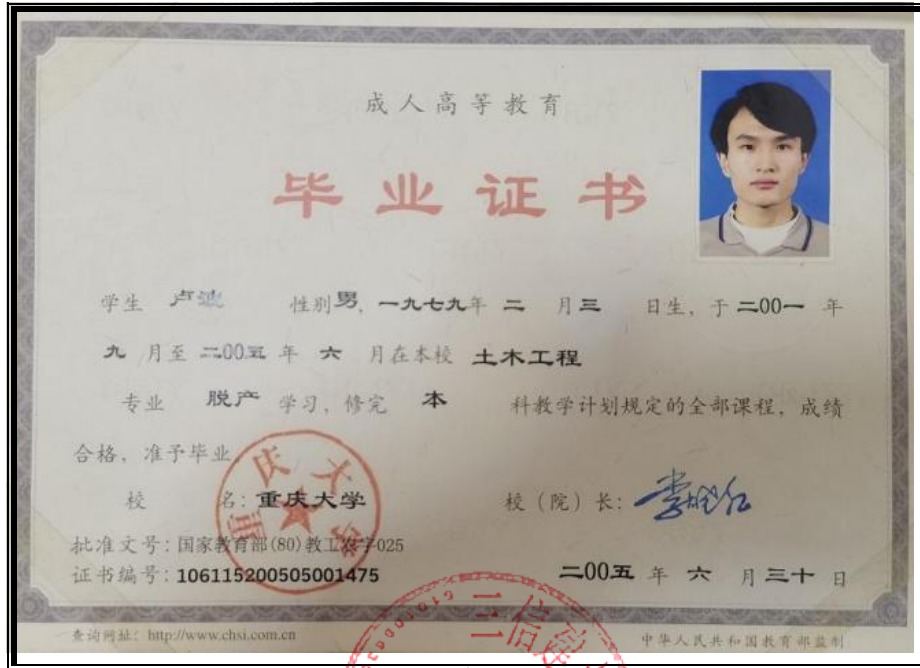 成人高等教育
毕业证书
学生 卢波 性别男，一九七九年 二 月三 日生，于二00一 年
九 月至 二00五 年 六 月在本校 土木工程
专业 脱产 学习，修完 本 科教学计划规定的全部课程，成绩
合格，准予毕业。
校 名：重庆大学 校（院）长：
重庆大学
批准文号：国家教育部(80)教工农字025
证书编号：106115200505001475 二00五 年 六 月三十 日
三信建
查询网址：http://www.chsi.com.cn 中华人民共和国教育部监制